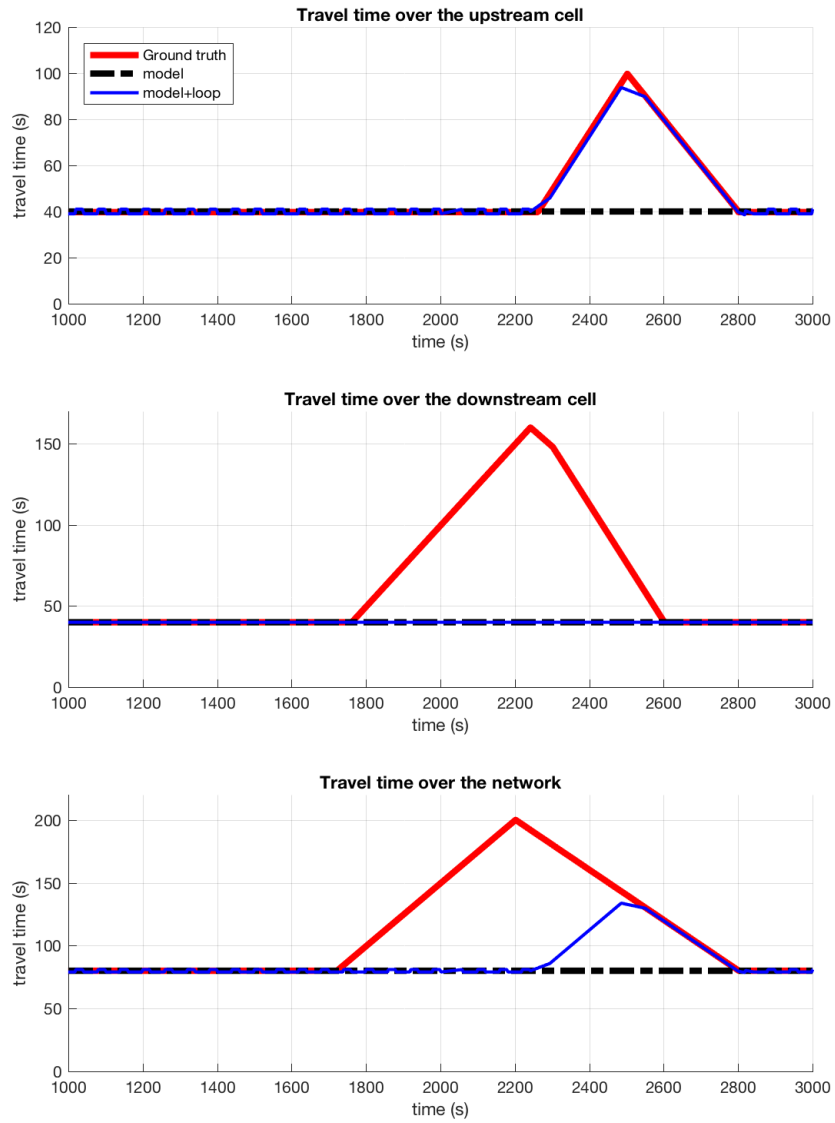 Travel time over the upstream cell
120
100
80
60
40
20
0
travel time (s)
Ground truth
model
model+loop
1000 1200 1400 1600 1800 2000 2200 2400 2600 2800 3000
time (s)
Travel time over the downstream cell
150
100
50
0
travel time (s)
1000 1200 1400 1600 1800 2000 2200 2400 2600 2800 3000
time (s)
Travel time over the network
200
150
100
50
0
travel time (s)
1000 1200 1400 1600 1800 2000 2200 2400 2600 2800 3000
time (s)